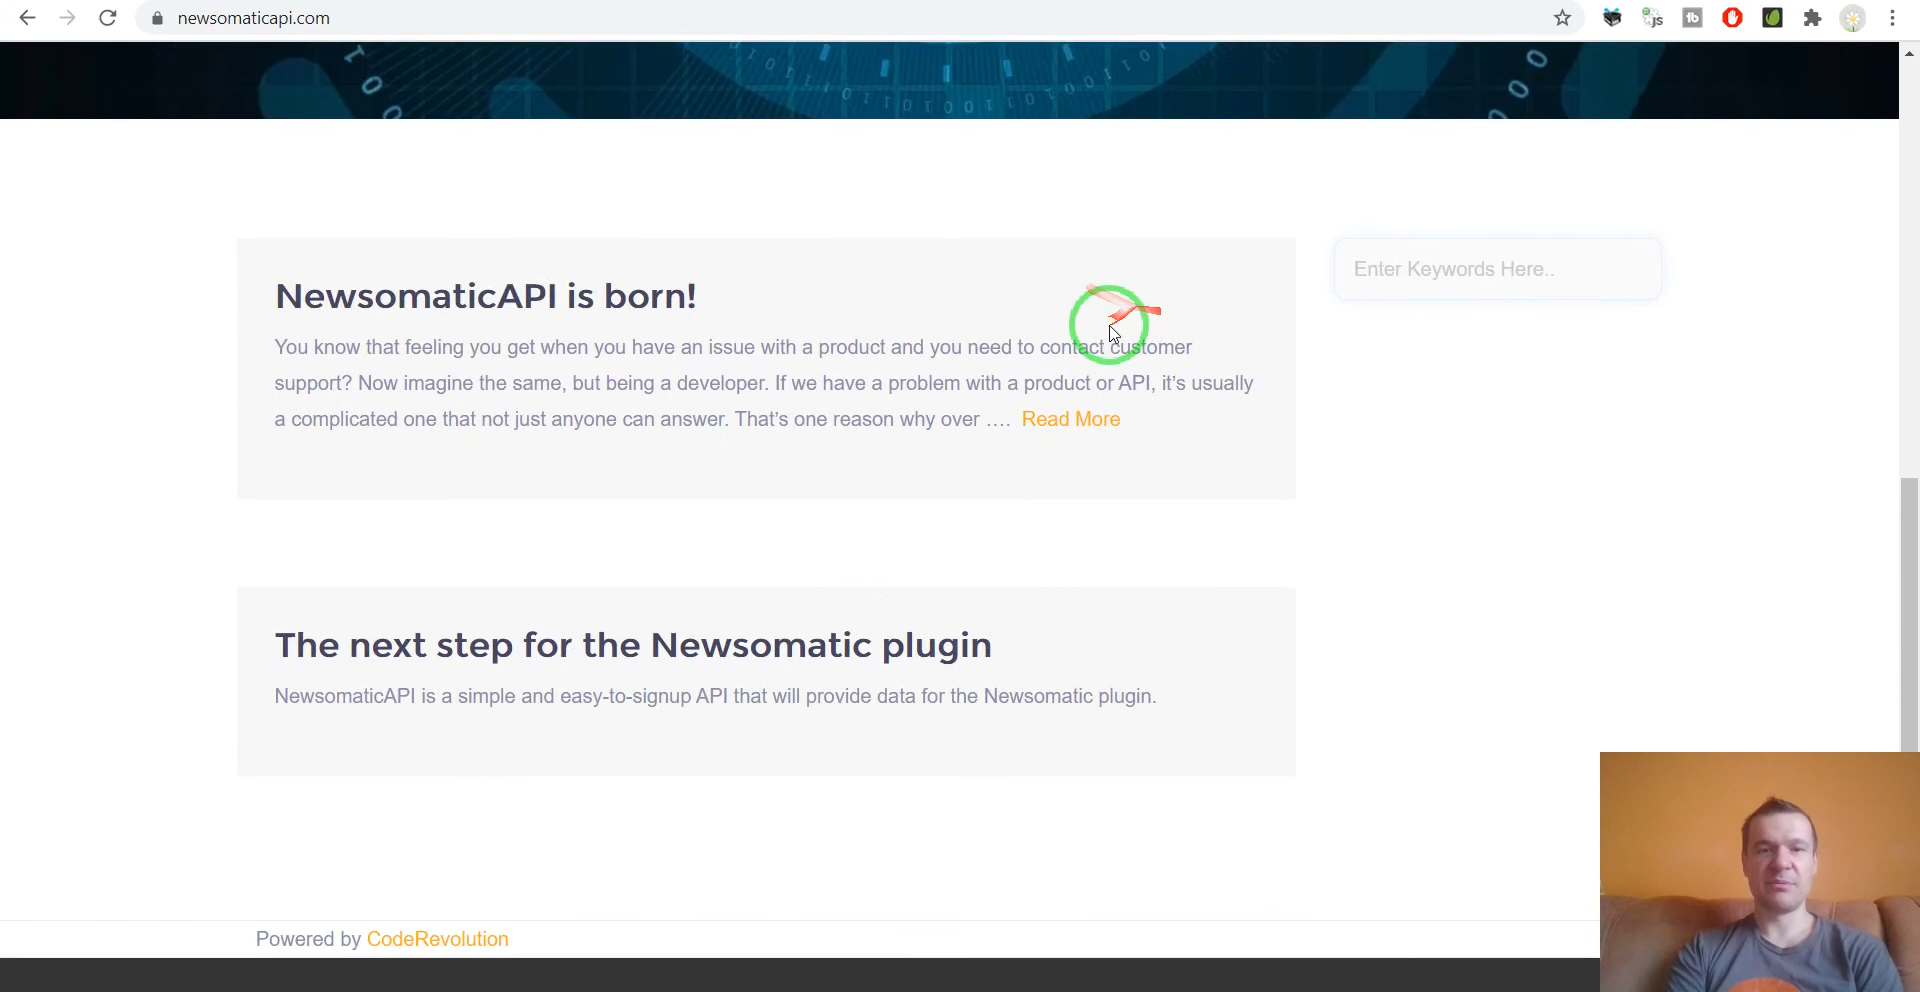 newsomaticapi.com
NewsomaticAPI is born!
Enter Keywords Here..
You know that feeling you get when you have an issue with a product and you need to contact customer
support? Now imagine the same, but being a developer. If we have a problem with a product or API, it’s usually
a complicated one that not just anyone can answer. That’s one reason why over …. Read More
The next step for the Newsomatic plugin
NewsomaticAPI is a simple and easy-to-signup API that will provide data for the Newsomatic plugin.
Powered by CodeRevolution